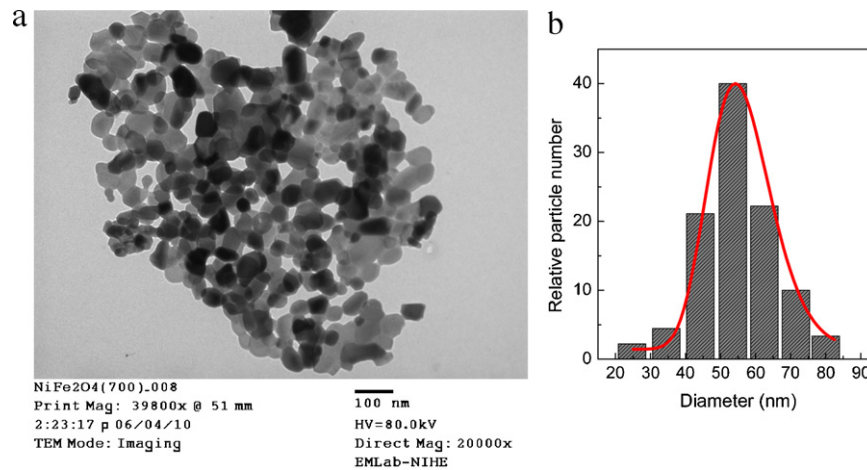 a
NiFe2O4(700).008
Print Mag: 39800x @ 51 mm
2:23:17 p 06/04/10
TEM Mode: Imaging
100 nm
HV=80.0kV
Direct Mag: 20000x
EMLab-NIHE
b
Relative particle number
40
30
20
10
0
20 30 40 50 60 70 80 90
Diameter (nm)